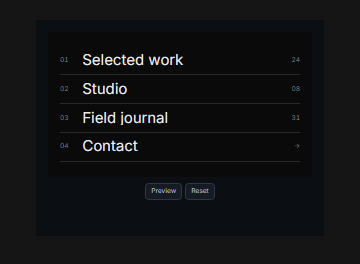 01 Selected work 24
02 Studio 08
03 Field journal 31
04 Contact →
Preview Reset